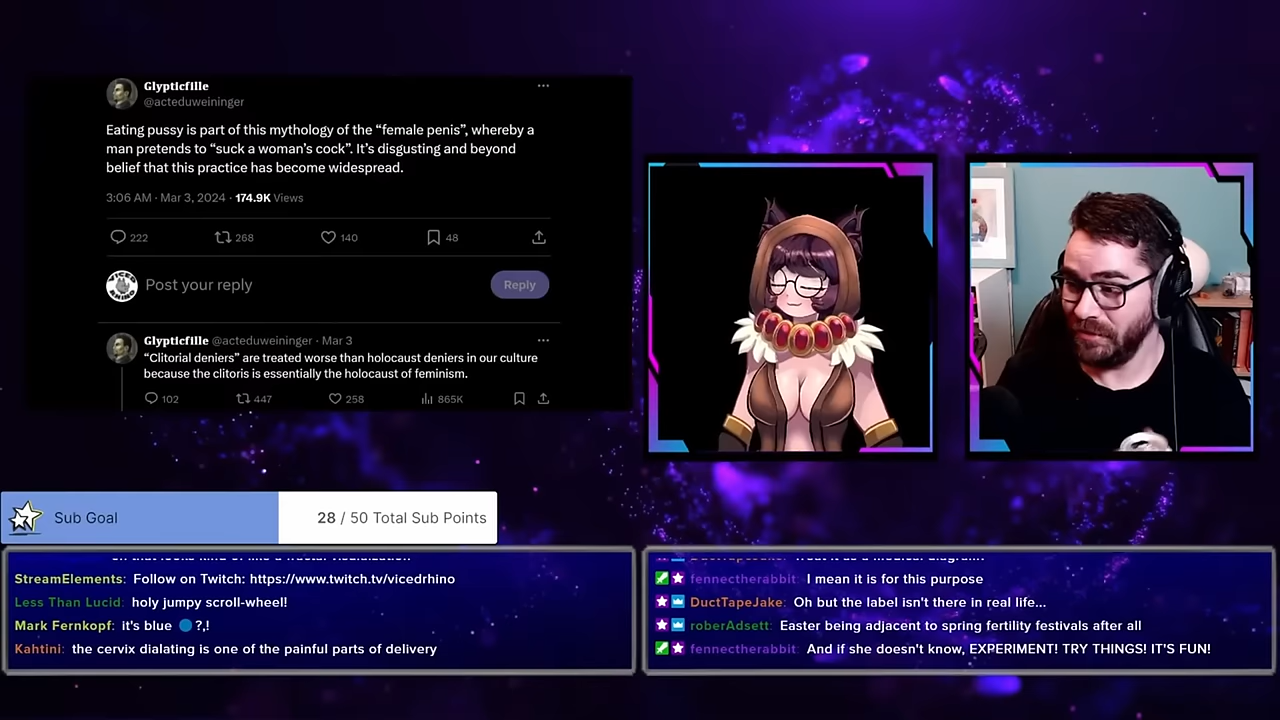 Glypticfille
@acteduweininger
Eating pussy is part of this mythology of the “female penis”, whereby a
man pretends to “suck a woman’s cock”. It’s disgusting and beyond
belief that this practice has become widespread.
3:06 AM · Mar 3, 2024 · 174.9K Views
222 268 140 48
Post your reply Reply
Glypticfille @acteduweininger · Mar 3
“Clitorial deniers” are treated worse than holocaust deniers in our culture
because the clitoris is essentially the holocaust of feminism.
102 447 258 865K
Sub Goal 28 / 50 Total Sub Points
StreamElements: Follow on Twitch: https://www.twitch.tv/vicedrhino
Less Than Lucid: holy jumpy scroll-wheel!
Mark Fernkopf: it's blue 🔵?,!
Kahtini: the cervix dialating is one of the painful parts of delivery
fennectherabbit: I mean it is for this purpose
DuctTapeJake: Oh but the label isn't there in real life...
roberAdsett: Easter being adjacent to spring fertility festivals after all
fennectherabbit: And if she doesn't know, EXPERIMENT! TRY THINGS! IT'S FUN!